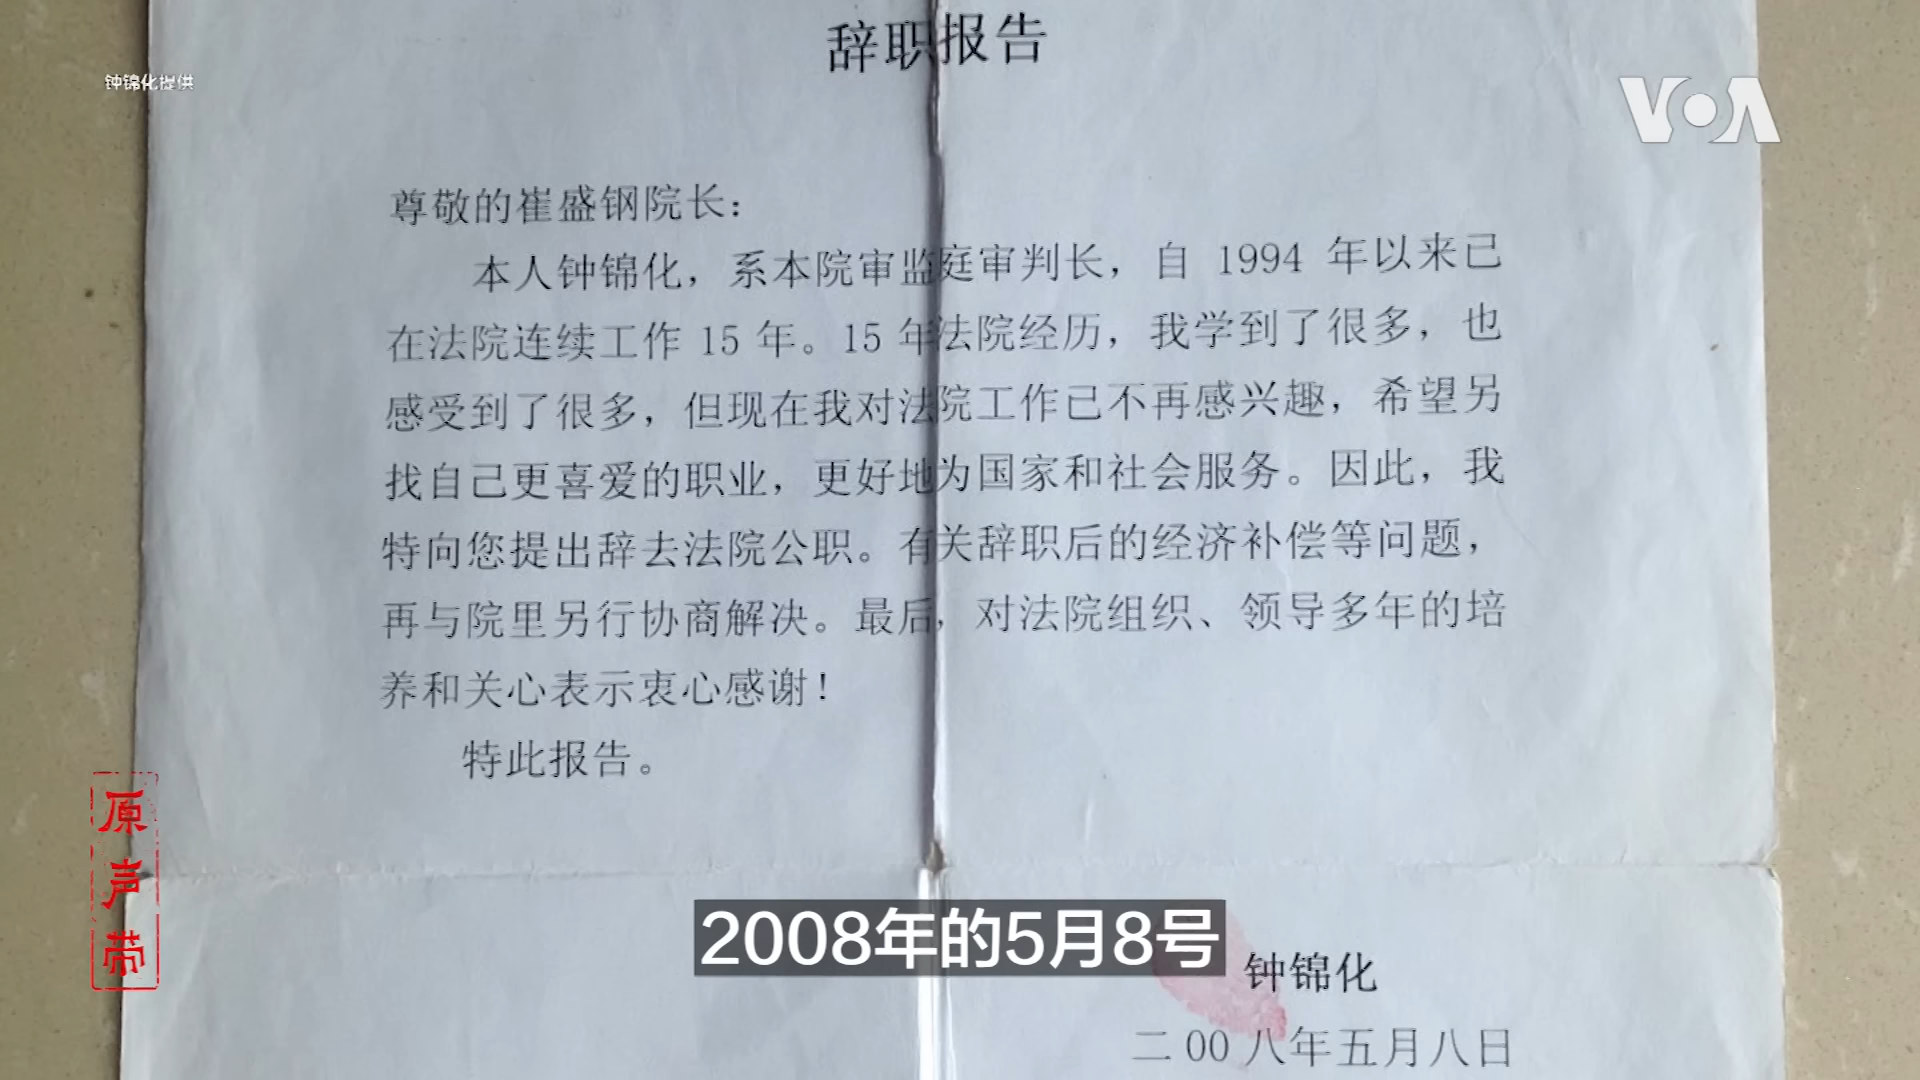 辞职报告
钟锦化提供
VOA
尊敬的崔盛钢院长：
本人钟锦化，系本院审监庭审判长，自 1994 年以来已
在法院连续工作 15 年。15 年法院经历，我学到了很多，也
感受到了很多，但现在我对法院工作已不再感兴趣，希望另
找自己更喜爱的职业，更好地为国家和社会服务。因此，我
特向您提出辞去法院公职。有关辞职后的经济补偿等问题，
再与院里另行协商解决。最后，对法院组织、领导多年的培
养和关心表示衷心感谢！
特此报告。
原声带
2008年的5月8号
钟锦化
二00八年五月八日